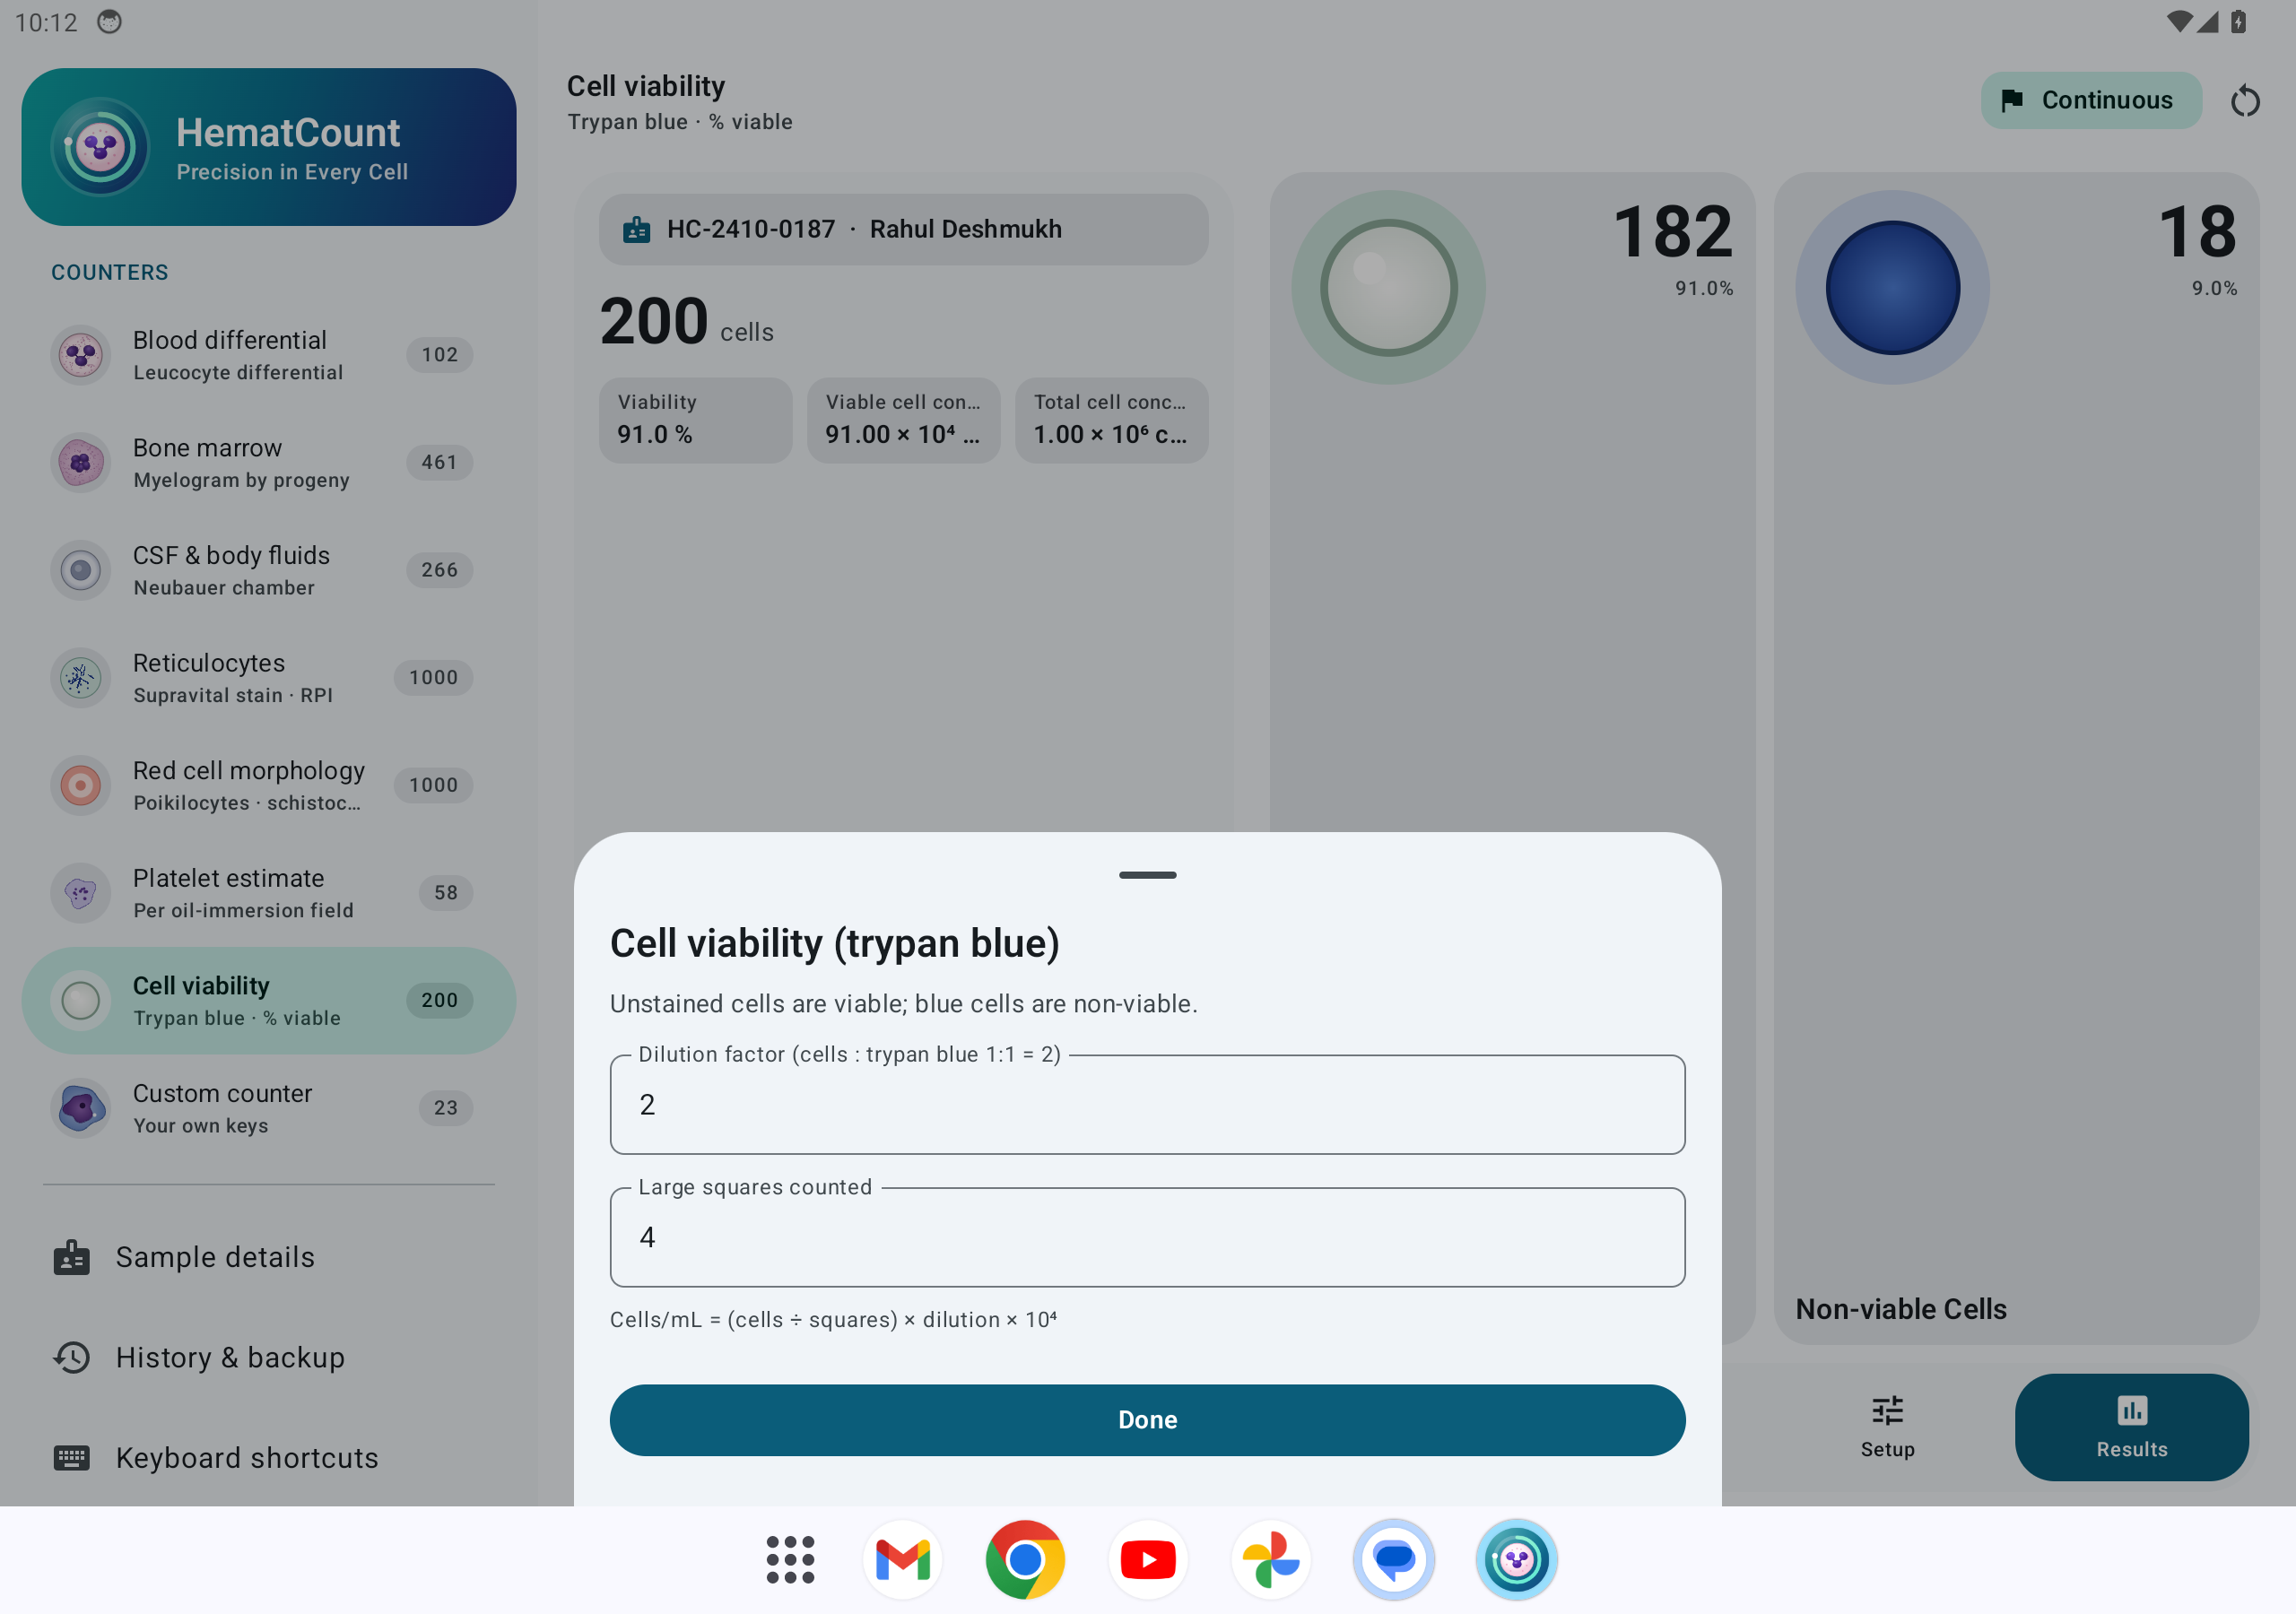 10:12
HematCount
Precision in Every Cell
COUNTERS
Blood differential
Leucocyte differential
102
Bone marrow
Myelogram by progeny
461
CSF & body fluids
Neubauer chamber
266
Reticulocytes
Supravital stain · RPI
1000
Red cell morphology
Poikilocytes · schistoc...
1000
Platelet estimate
Per oil-immersion field
58
Cell viability
Trypan blue · % viable
200
Custom counter
Your own keys
23
Sample details
History & backup
Keyboard shortcuts
Cell viability
Trypan blue · % viable
Continuous
HC-2410-0187 · Rahul Deshmukh
200 cells
Viability
91.0 %
Viable cell con...
91.00 × 10⁴ ...
Total cell conc...
1.00 × 10⁶ c...
182
91.0%
18
9.0%
Non-viable Cells
Cell viability (trypan blue)
Unstained cells are viable; blue cells are non-viable.
Dilution factor (cells : trypan blue 1:1 = 2)
2
Large squares counted
4
Cells/mL = (cells ÷ squares) × dilution × 10⁴
Done
Setup
Results